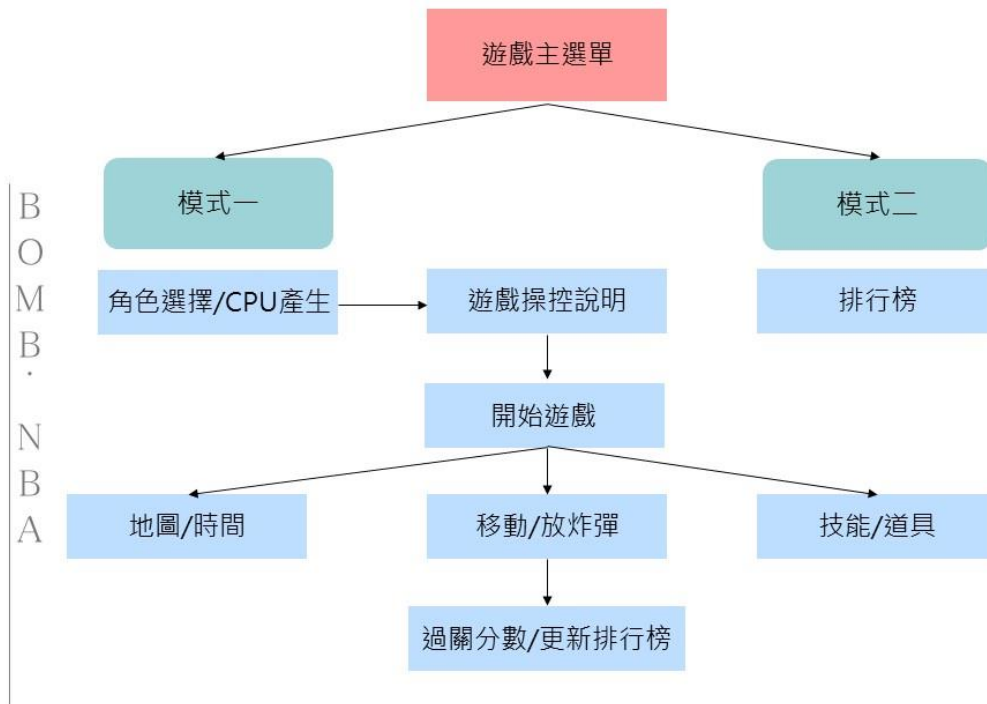 遊戲主選單
模式一
模式二
角色選擇/CPU產生
遊戲操控說明
排行榜
開始遊戲
地圖/時間
移動/放炸彈
技能/道具
過關分數/更新排行榜
BOMB· NBA